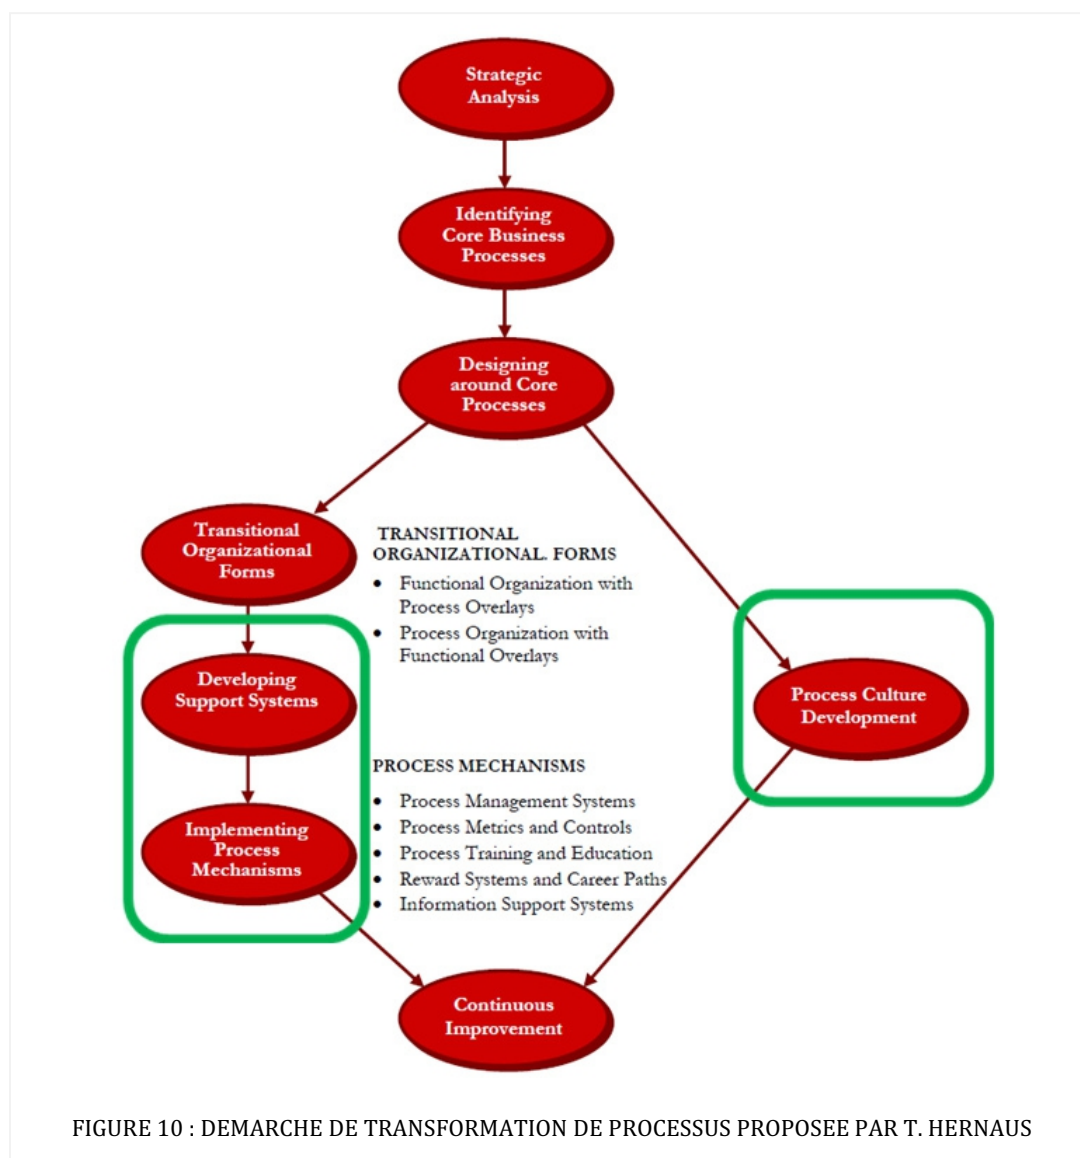 Strategic
Analysis
Identifying
Core Business
Processes
Designing
around Core
Processes
Transitional
Organizational
Forms
TRANSITIONAL
ORGANIZATIONAL. FORMS
• Functional Organization with
Process Overlays
• Process Organization with
Functional Overlays
Developing
Support Systems
Process Culture
Development
PROCESS MECHANISMS
• Process Management Systems
• Process Metrics and Controls
• Process Training and Education
• Reward Systems and Career Paths
• Information Support Systems
Implementing
Process
Mechanisms
Continuous
Improvement
FIGURE 10 : DEMARCHE DE TRANSFORMATION DE PROCESSUS PROPOSEE PAR T. HERNAUS